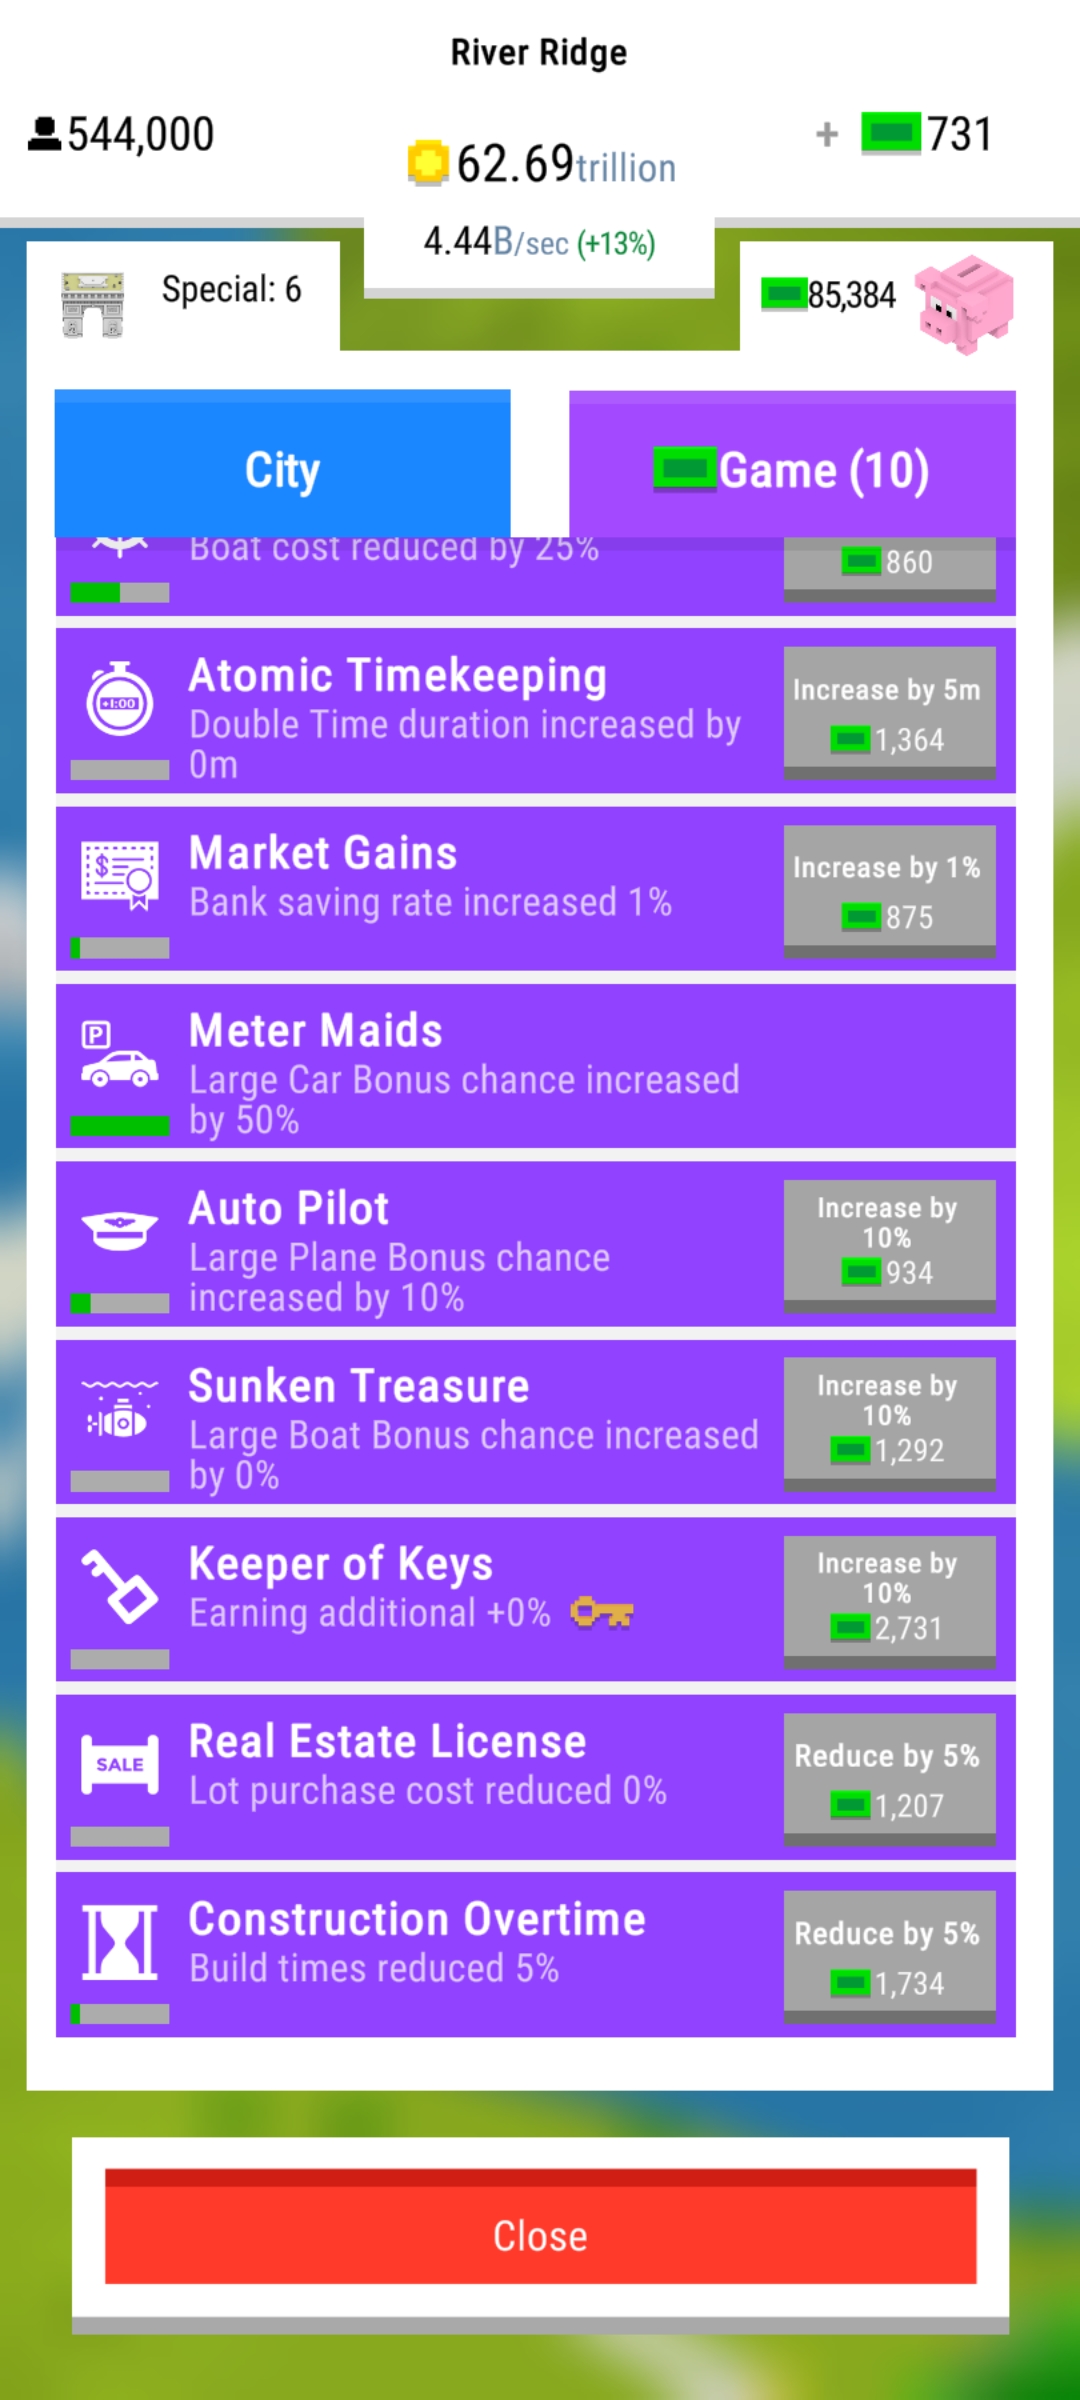 River Ridge
544,000
62.69trillion
+ 731
4.44B/sec (+13%)
Special: 6
85,384
City
Game (10)
Boat cost reduced by 25%
860
Atomic Timekeeping
Double Time duration increased by
0m
+1:00
Increase by 5m
1,364
Market Gains
Bank saving rate increased 1%
$
Increase by 1%
875
Meter Maids
Large Car Bonus chance increased
by 50%
P
Auto Pilot
Large Plane Bonus chance
increased by 10%
Increase by
10%
934
Sunken Treasure
Large Boat Bonus chance increased
by 0%
Increase by
10%
1,292
Keeper of Keys
Earning additional +0%
Increase by
10%
2,731
Real Estate License
Lot purchase cost reduced 0%
SALE
Reduce by 5%
1,207
Construction Overtime
Build times reduced 5%
Reduce by 5%
1,734
Close